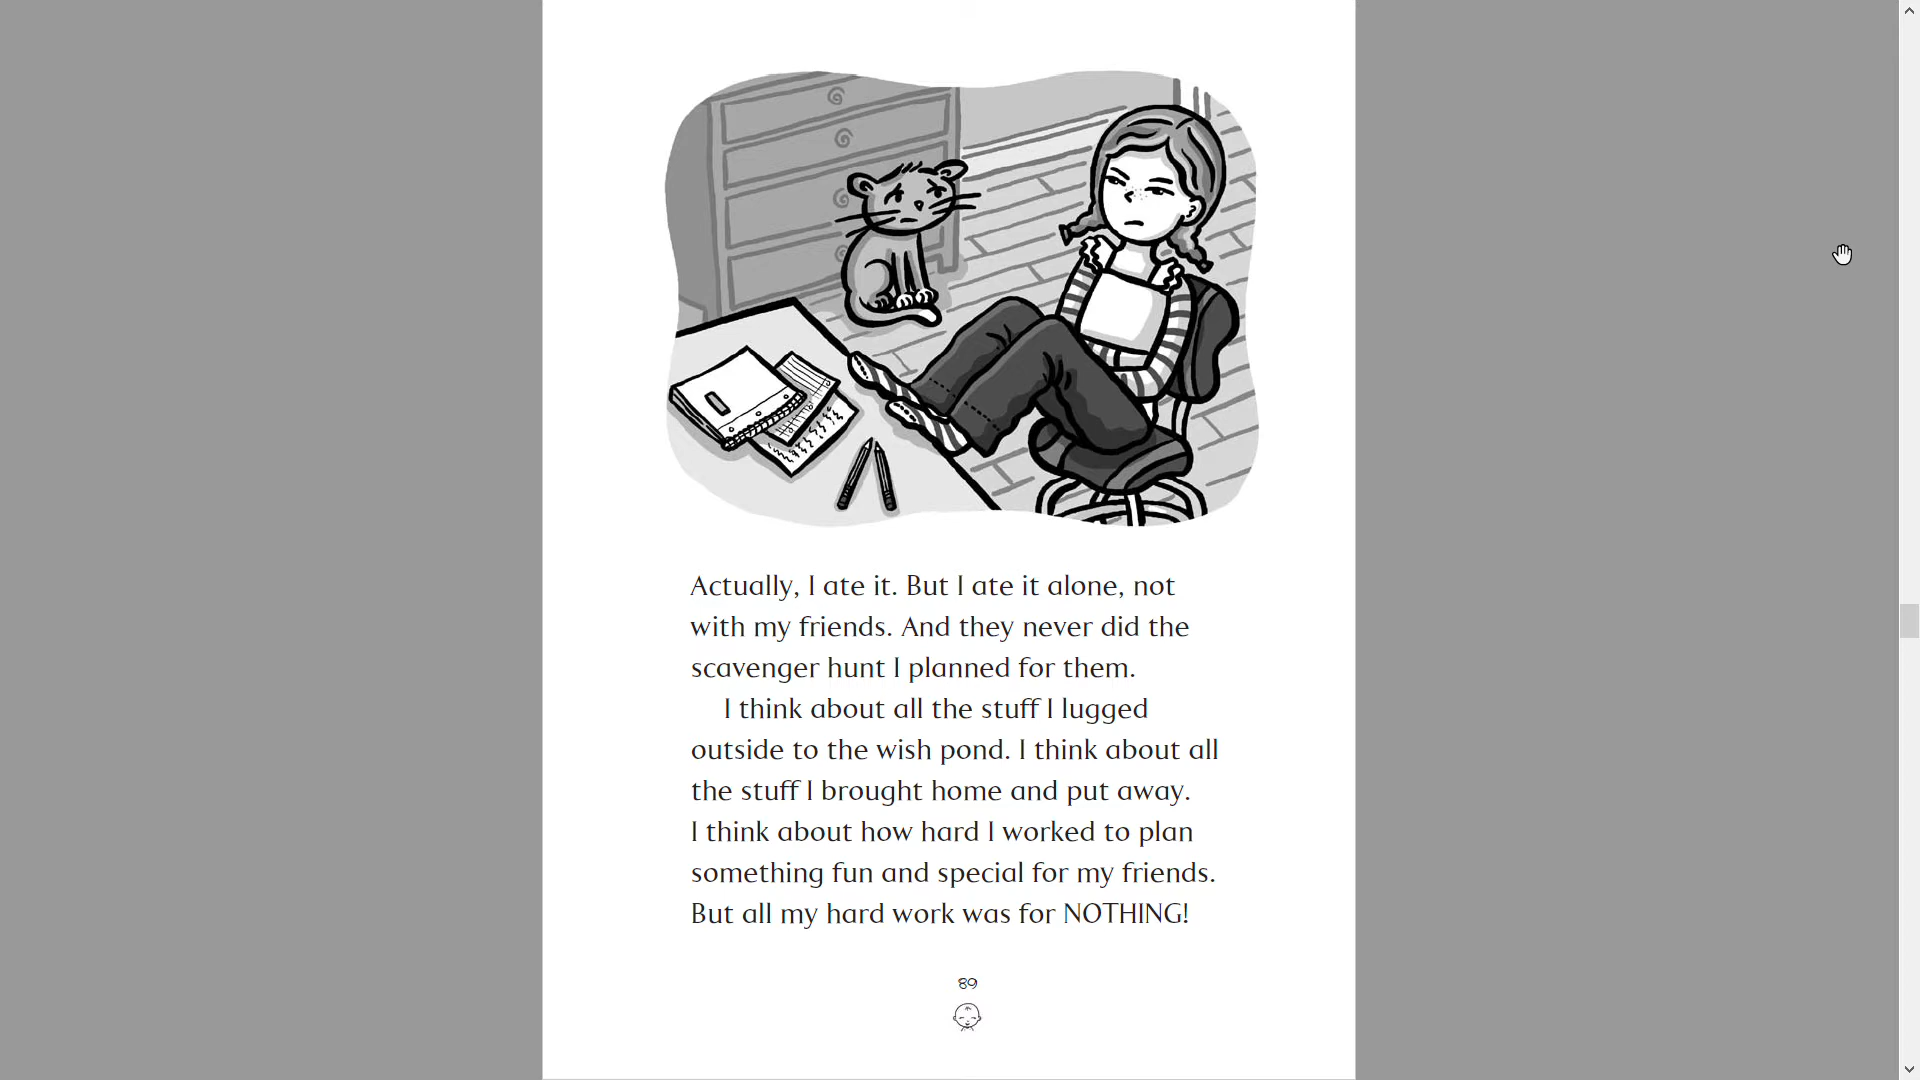 Actually, I ate it. But I ate it alone, not
with my friends. And they never did the
scavenger hunt I planned for them.
I think about all the stuff I lugged
outside to the wish pond. I think about all
the stuff I brought home and put away.
I think about how hard I worked to plan
something fun and special for my friends.
But all my hard work was for NOTHING!
89